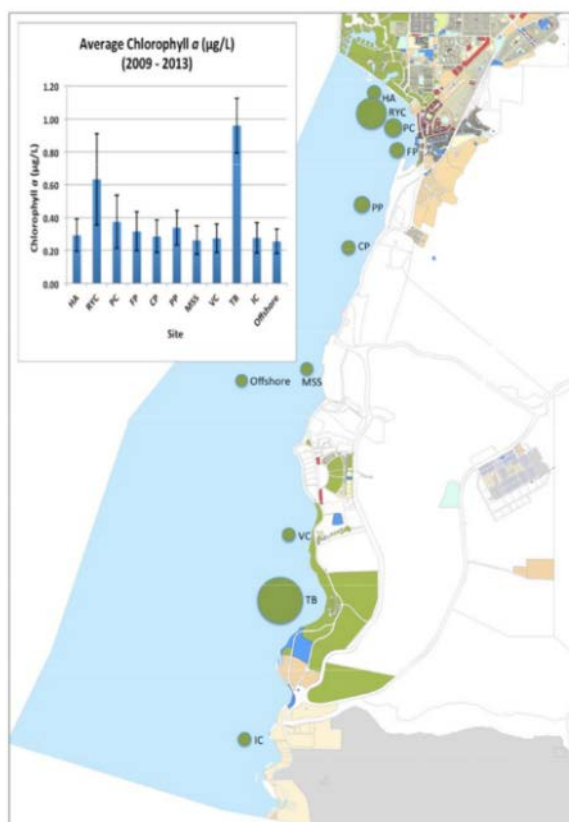 Average Chlorophyll a (µg/L)
(2009 - 2013)
Chlorophyll a (µg/L)
1.20
1.00
0.80
0.60
0.40
0.20
0.00
HA
RYC
PC
FP
CP
PP
MSS
VC
TB
IC
Offshore
Site
HA
RYC
PC
FP
PP
CP
Offshore
MSS
VC
TB
IC